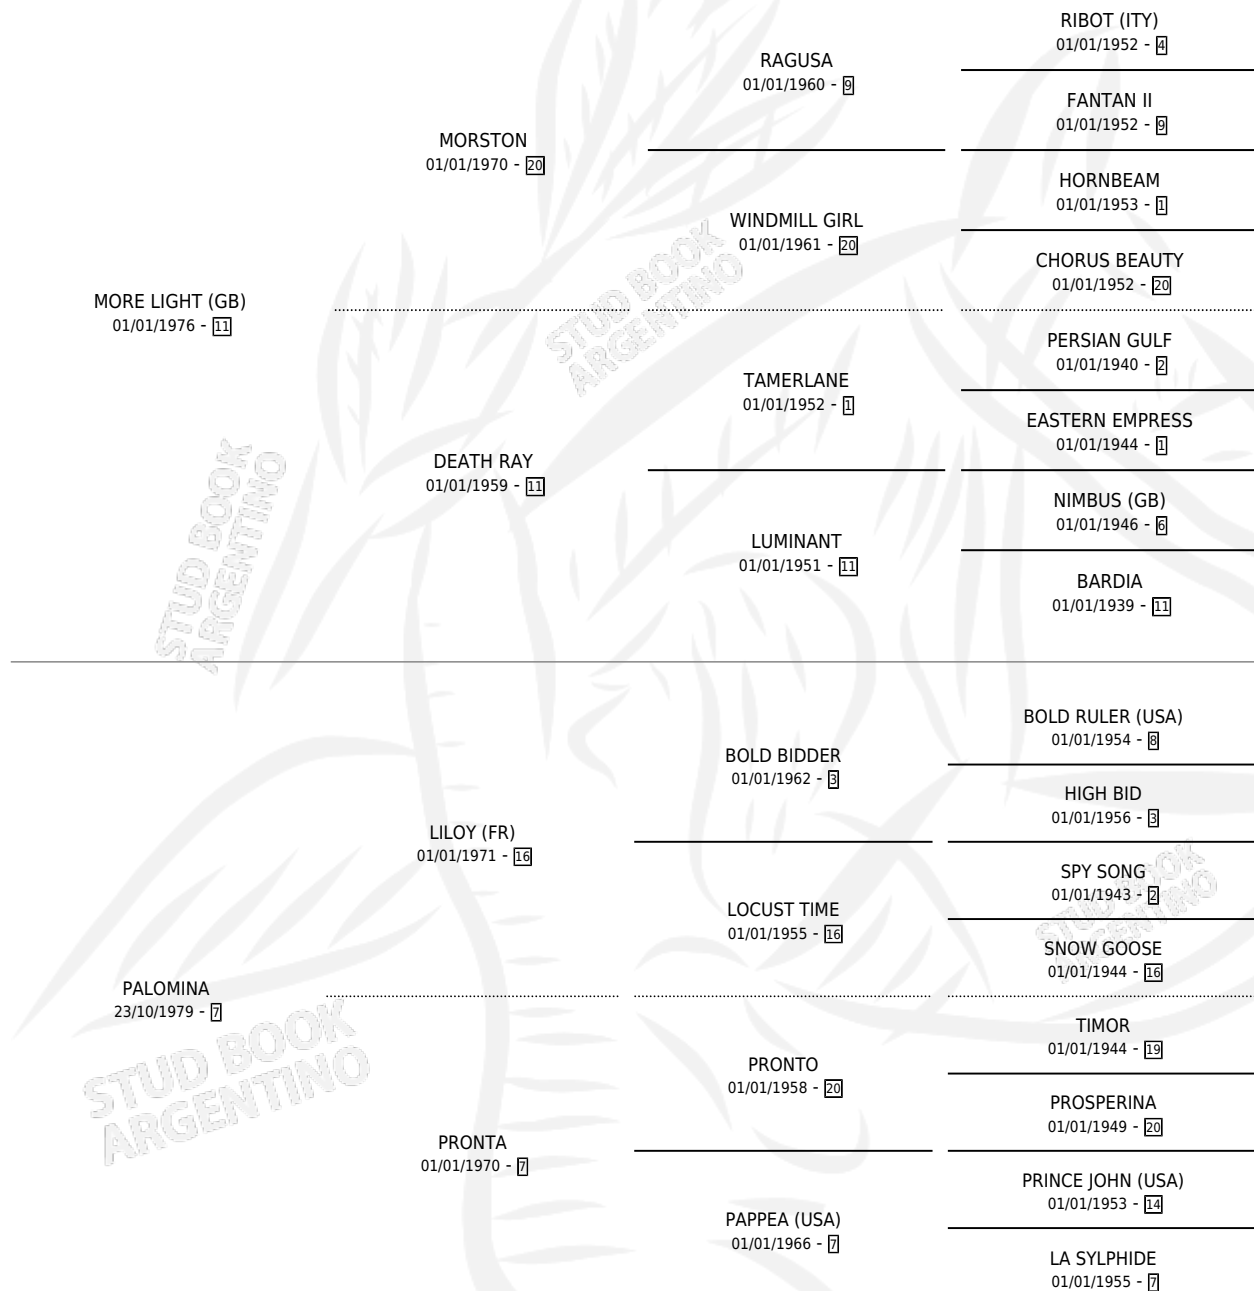 RIBOT (ITY)
01/01/1952 - 4
RAGUSA
01/01/1960 - 9
FANTAN II
01/01/1952 - 9
MORSTON
01/01/1970 - 20
HORNBEAM
01/01/1953 - 1
WINDMILL GIRL
01/01/1961 - 20
CHORUS BEAUTY
01/01/1952 - 20
MORE LIGHT (GB)
01/01/1976 - 11
PERSIAN GULF
01/01/1940 - 2
TAMERLANE
01/01/1952 - 1
EASTERN EMPRESS
01/01/1944 - 1
DEATH RAY
01/01/1959 - 11
NIMBUS (GB)
01/01/1946 - 6
LUMINANT
01/01/1951 - 11
BARDIA
01/01/1939 - 11
BOLD RULER (USA)
01/01/1954 - 8
BOLD BIDDER
01/01/1962 - 3
HIGH BID
01/01/1956 - 3
LILOY (FR)
01/01/1971 - 16
SPY SONG
01/01/1943 - 2
LOCUST TIME
01/01/1955 - 16
SNOW GOOSE
01/01/1944 - 16
PALOMINA
23/10/1979 - 7
TIMOR
01/01/1944 - 19
PRONTO
01/01/1958 - 20
PROSPERINA
01/01/1949 - 20
PRONTA
01/01/1970 - 7
PRINCE JOHN (USA)
01/01/1953 - 14
PAPPEA (USA)
01/01/1966 - 7
LA SYLPHIDE
01/01/1955 - 7
STUD BOOK
ARGENTINO
STUD BOOK
ARGENTINO
STUD BOOK
ARGENTINO
STUD BOOK
ARGENTINO